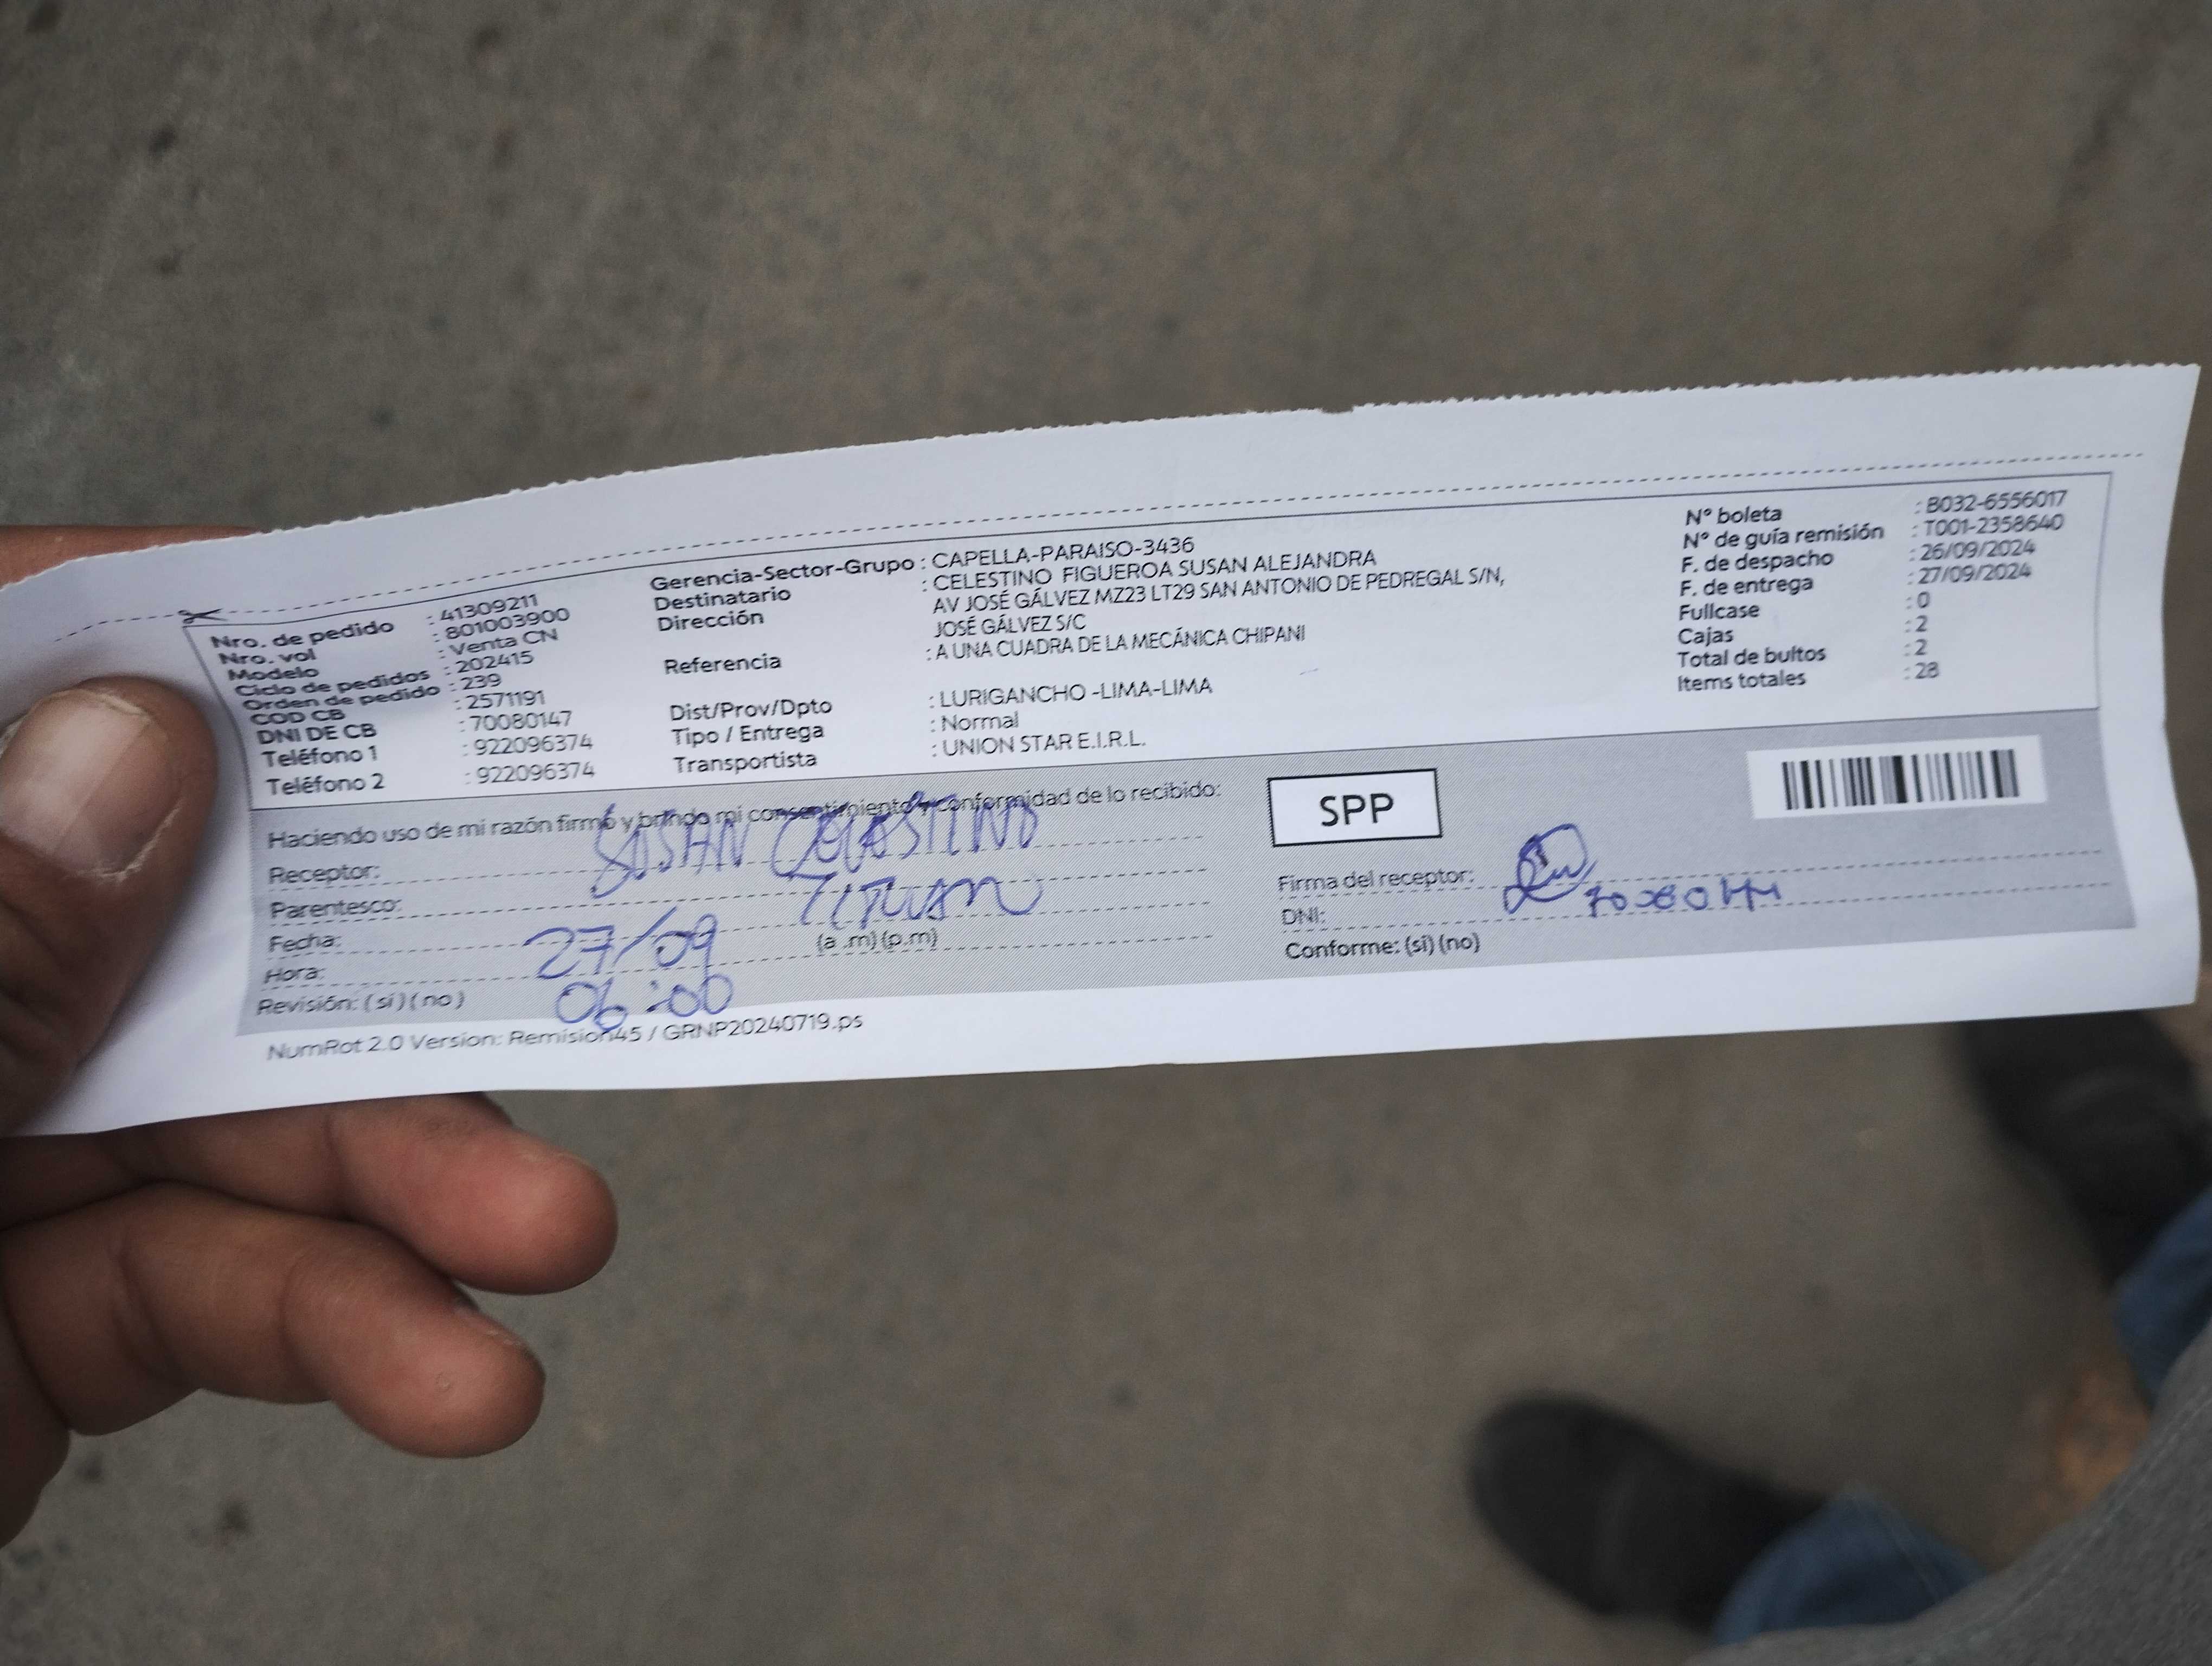 Nro. de pedido : 41309211
Nro. vol : 801003900
Modelo : Venta CN
Ciclo de pedidos : 202415
Orden de pedido : 239
COD CB : 2571191
DNI DE CB : 70080147
Teléfono 1 : 922096374
Teléfono 2 : 922096374
Gerencia-Sector-Grupo : CAPELLA-PARAISO-3436
Destinatario : CELESTINO FIGUEROA SUSAN ALEJANDRA
Dirección AV JOSÉ GÁLVEZ MZ23 LT29 SAN ANTONIO DE PEDREGAL S/N,
JOSÉ GÁLVEZ S/C
Referencia : A UNA CUADRA DE LA MECÁNICA CHIPANI
Dist/Prov/Dpto : LURIGANCHO -LIMA-LIMA
Tipo / Entrega : Normal
Transportista : UNION STAR E.I.R.L.
N° boleta : B032-6556017
N° de guía remisión : T001-2358640
F. de despacho : 26/09/2024
F. de entrega : 27/09/2024
Fullcase : 0
Cajas : 2
Total de bultos : 2
Items totales : 28
Haciendo uso de mi razón firmo y brindo mi consentimiento y conformidad de lo recibido:
Receptor: SUSAN CELESTINO
Parentesco: TITULAR
Fecha: 27/09
Hora: 06:00 (a .m) (p.m)
Revisión: (si) (no)
SPP
Firma del receptor:
DNI:
Conforme: (si) (no)
NumRot 2.0 Version: Remision45 / GRNP20240719.ps